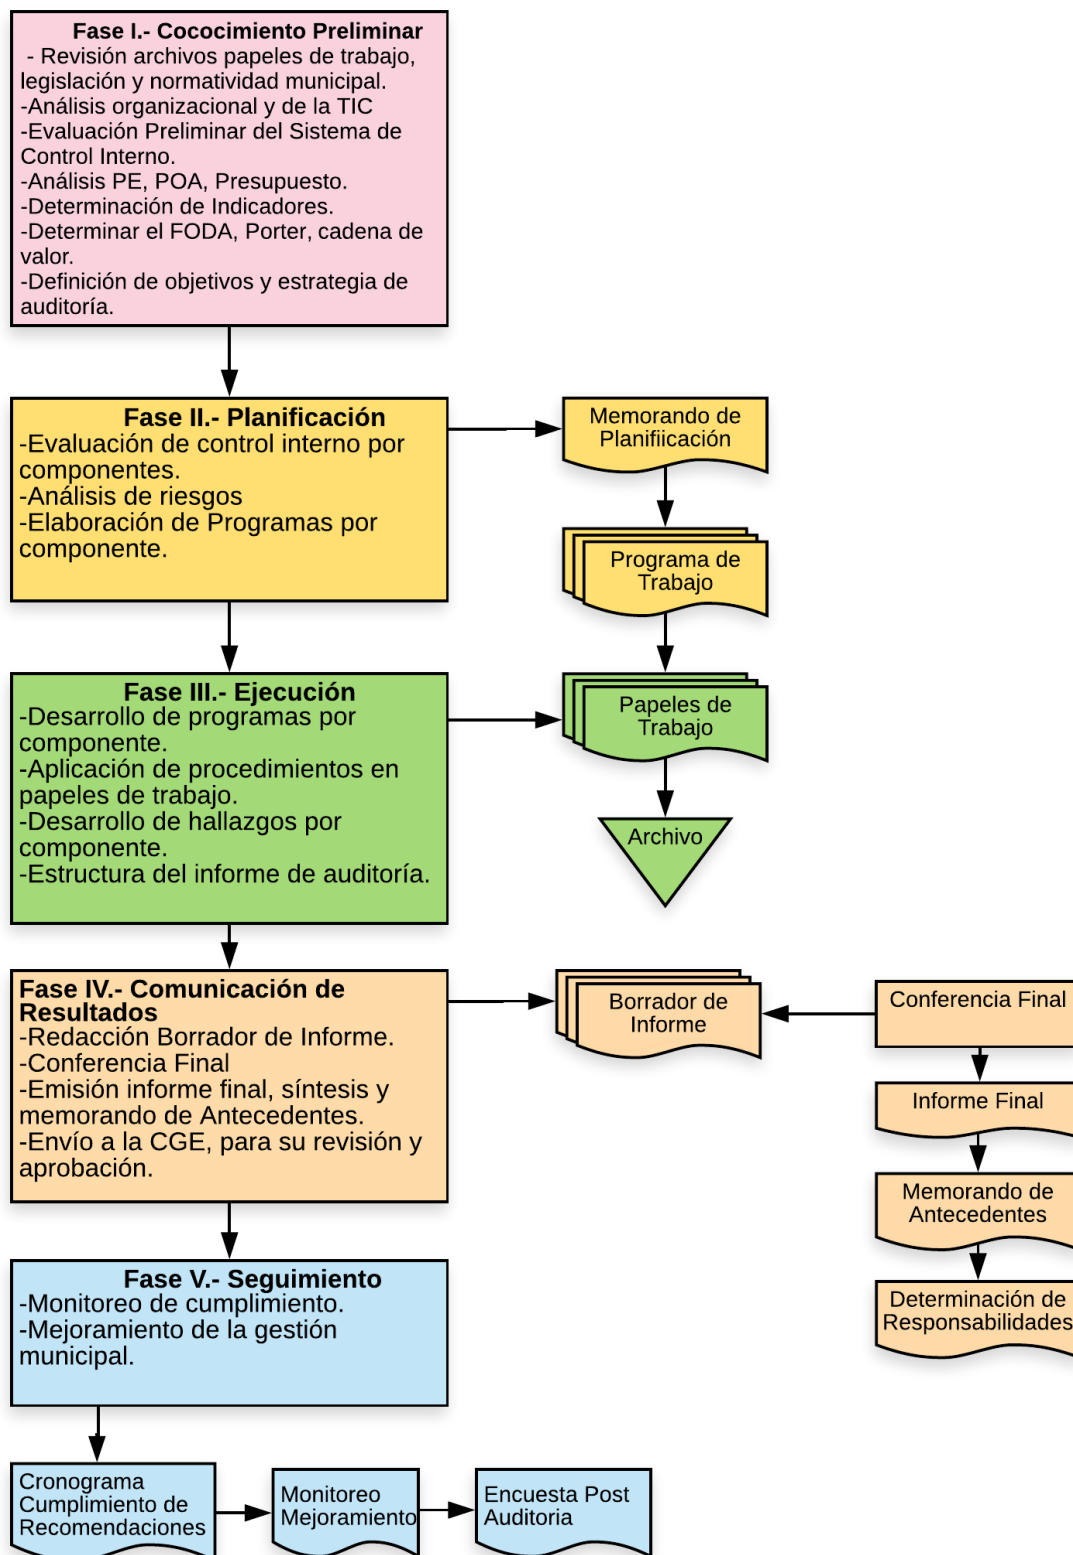 Fase I.- Cococimiento Preliminar
- Revisión archivos papeles de trabajo,
legislación y normatividad municipal.
-Análisis organizacional y de la TIC
-Evaluación Preliminar del Sistema de
Control Interno.
-Análisis PE, POA, Presupuesto.
-Determinación de Indicadores.
-Determinar el FODA, Porter, cadena de
valor.
-Definición de objetivos y estrategia de
auditoría.
Fase II.- Planificación
-Evaluación de control interno por
componentes.
-Análisis de riesgos
-Elaboración de Programas por
componente.
Memorando de
Planifiicación
Programa de
Trabajo
Fase III.- Ejecución
-Desarrollo de programas por
componente.
-Aplicación de procedimientos en
papeles de trabajo.
-Desarrollo de hallazgos por
componente.
-Estructura del informe de auditoría.
Papeles de
Trabajo
Archivo
Fase IV.- Comunicación de
Resultados
-Redacción Borrador de Informe.
-Conferencia Final
-Emisión informe final, síntesis y
memorando de Antecedentes.
-Envío a la CGE, para su revisión y
aprobación.
Borrador de
Informe
Conferencia Final
Informe Final
Memorando de
Antecedentes
Determinación de
Responsabilidades
Fase V.- Seguimiento
-Monitoreo de cumplimiento.
-Mejoramiento de la gestión
municipal.
Cronograma
Cumplimiento de
Recomendaciones
Monitoreo
Mejoramiento
Encuesta Post
Auditoria